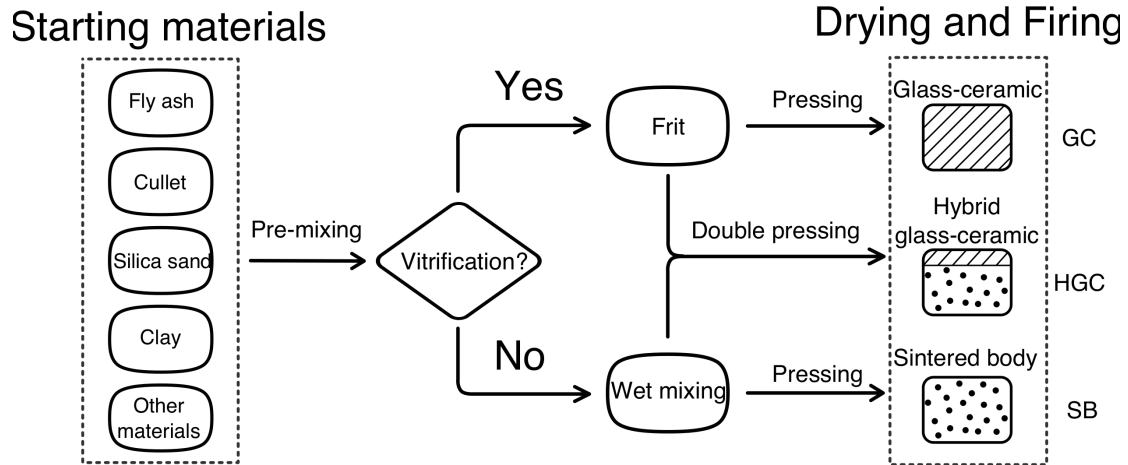 Starting materials
Drying and Firing
Fly ash
Cullet
Silica sand
Clay
Other
materials
Pre-mixing
Vitrification?
Yes
No
Frit
Wet mixing
Pressing
Double pressing
Pressing
Glass-ceramic
GC
Hybrid
glass-ceramic
HGC
Sintered body
SB